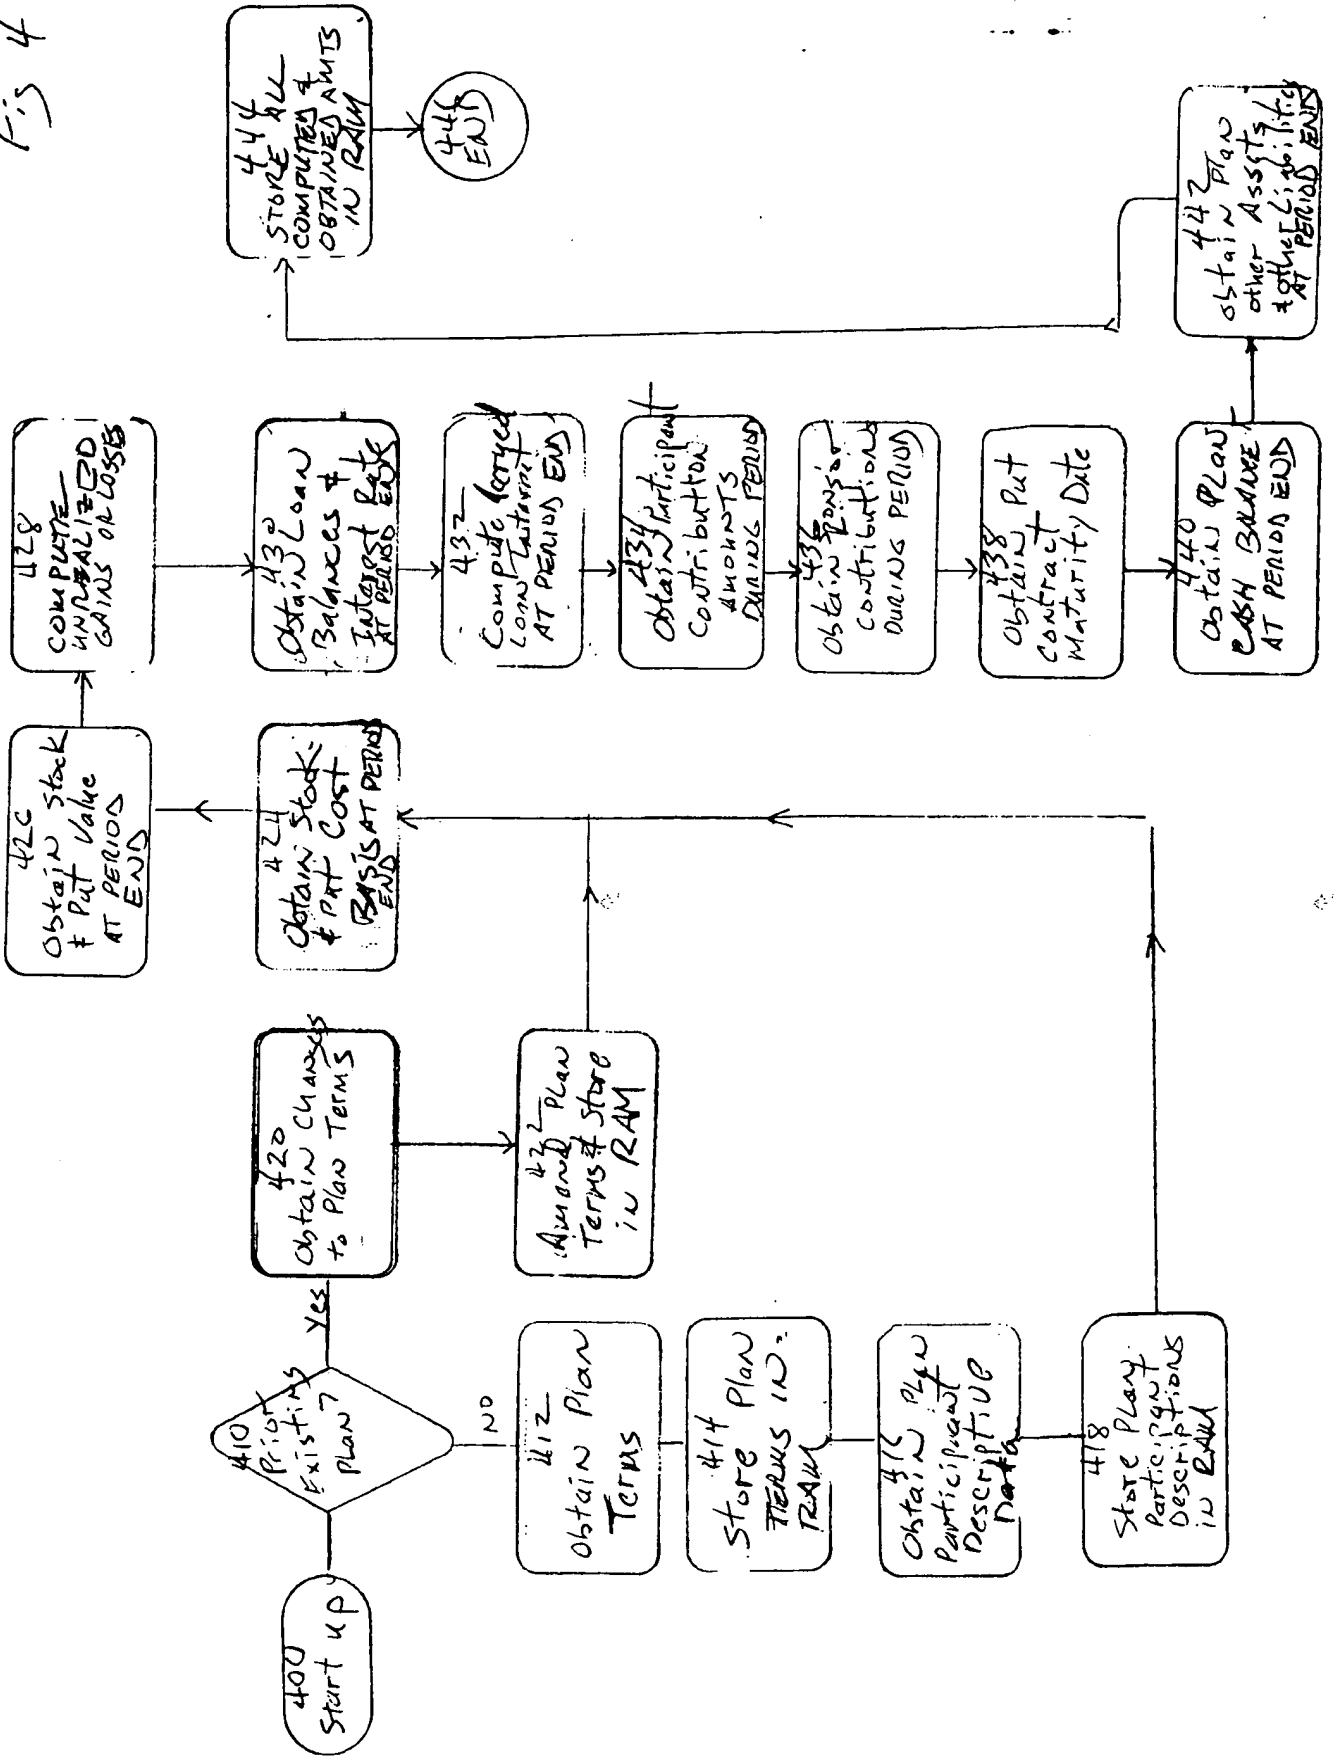 Fig 4
400
Start up
410
Prior
Existing
Plan?
Yes
NO
412
Obtain Plan
Terms
414
Store Plan
TERMS IN
RAM
416
Obtain Plan
Participant
Descriptive
Data
418
Store Plan
Participant
Descriptions
in RAM
420
Obtain Changes
to Plan Terms
422
Amend Plan
Terms & Store
in RAM
424
Obtain Stock
& Put Cost
BASIS AT PERIOD
END
426
Obtain Stock
& Put Value
AT PERIOD
END
428
COMPUTE
UNREALIZED
GAINS OR LOSSES
430
Obtain Loan
Balances &
Interest Rate
AT PERIOD END
432
Compute Accrued
Loan Interest
AT PERIOD END
434
Obtain Participant
Contribution
Amounts
DURING PERIOD
436
Obtain Sponsor
Contributions
DURING PERIOD
438
Obtain Put
Contract
Maturity Date
440
Obtain PLAN
CASH BALANCE
AT PERIOD END
442
Obtain Plan
other Assets
& other Liabilities
AT PERIOD END
444
STORE ALL
COMPUTED &
OBTAINED AMTS
IN RAM
446
END